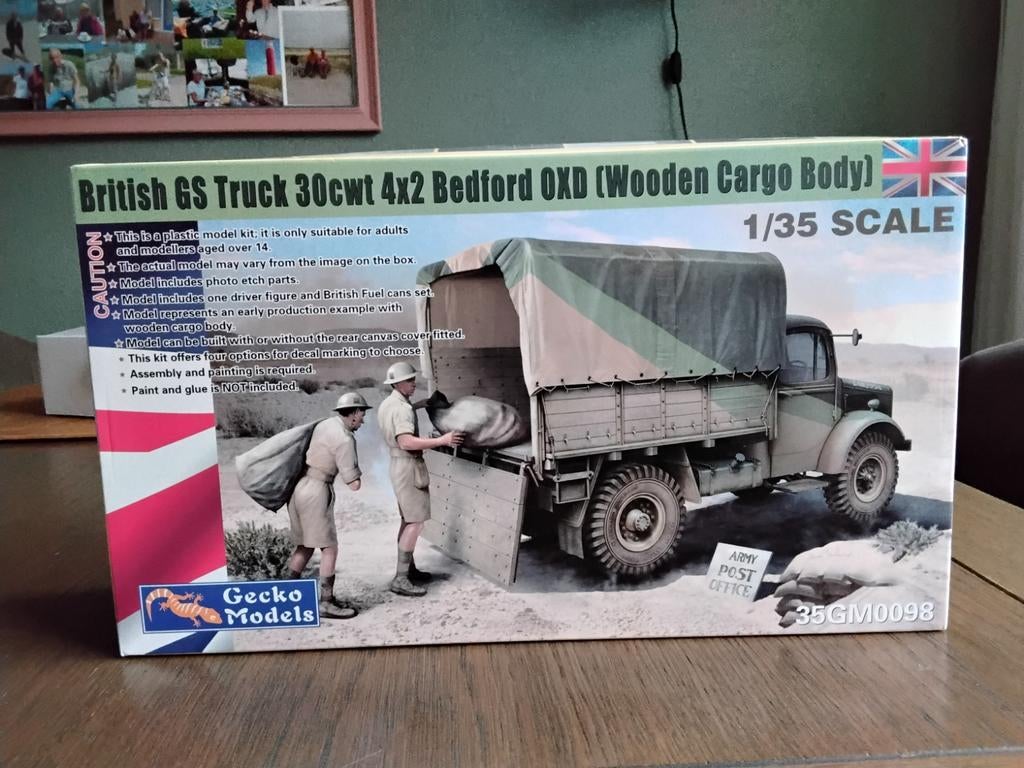 British GS Truck 30cwt 4x2 Bedford OXD (Wooden Cargo Body)
1/35 SCALE
CAUTION
☆ This is a plastic model kit; it is only suitable for adults
and modellers aged over 14.
☆ The actual model may vary from the image on the box.
☆ Model includes photo etch parts.
☆ Model includes one driver figure and British Fuel cans set.
☆ Model represents an early production example with
wooden cargo body.
☆ Model can be built with or without the rear canvas cover fitted.
* This kit offers four options for decal marking to choose.
* Assembly and painting is required.
* Paint and glue is NOT included.
ARMY
POST
OFFICE
Gecko
Models
35GM0098